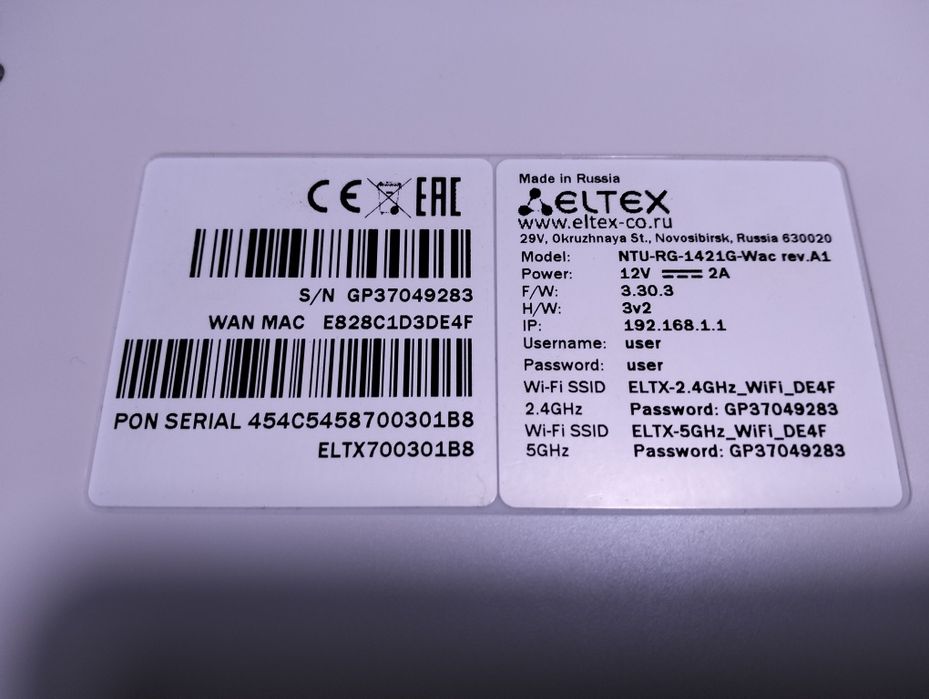 CE EAC
S/N GP37049283
WAN MAC E828C1D3DE4F
PON SERIAL 454C5458700301B8
ELTX700301B8
Made in Russia
ELTEX
www.eltex-co.ru
29V, Okruzhnaya St., Novosibirsk, Russia 630020
Model: NTU-RG-1421G-Wac rev.A1
Power: 12V 2A
F/W: 3.30.3
H/W: 3v2
IP: 192.168.1.1
Username: user
Password: user
Wi-Fi SSID ELTX-2.4GHz_WiFi_DE4F
2.4GHz Password: GP37049283
Wi-Fi SSID ELTX-5GHz_WiFi_DE4F
5GHz Password: GP37049283